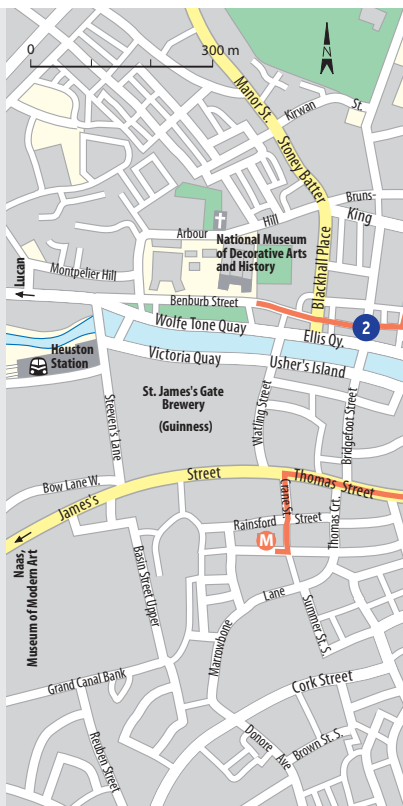 0
300 m
N
Manor St.
Stoney Batter
Kirwan
St.
Bruns-
King
Arbour
Hill
National Museum
of Decorative Arts
and History
Blackhall Place
Lucan
Montpelier Hill
Benburb Street
2
Wolfe Tone Quay
Ellis Qy.
Heuston
Station
Victoria Quay
Usher's Island
St. James's Gate
Brewery
(Guinness)
Steeven's Lane
Watling Street
Bridgefoot Street
Bow Lane W.
James's
Street
Thomas Street
Crane St.
Rainsford
Street
Thomas Crt.
M
Naas,
Museum of Modern Art
Basin Street Upper
Marrowbone
Lane
Summer St. S.
Grand Canal Bank
Cork Street
Reuben Street
Donore
Ave
Brown St. S.